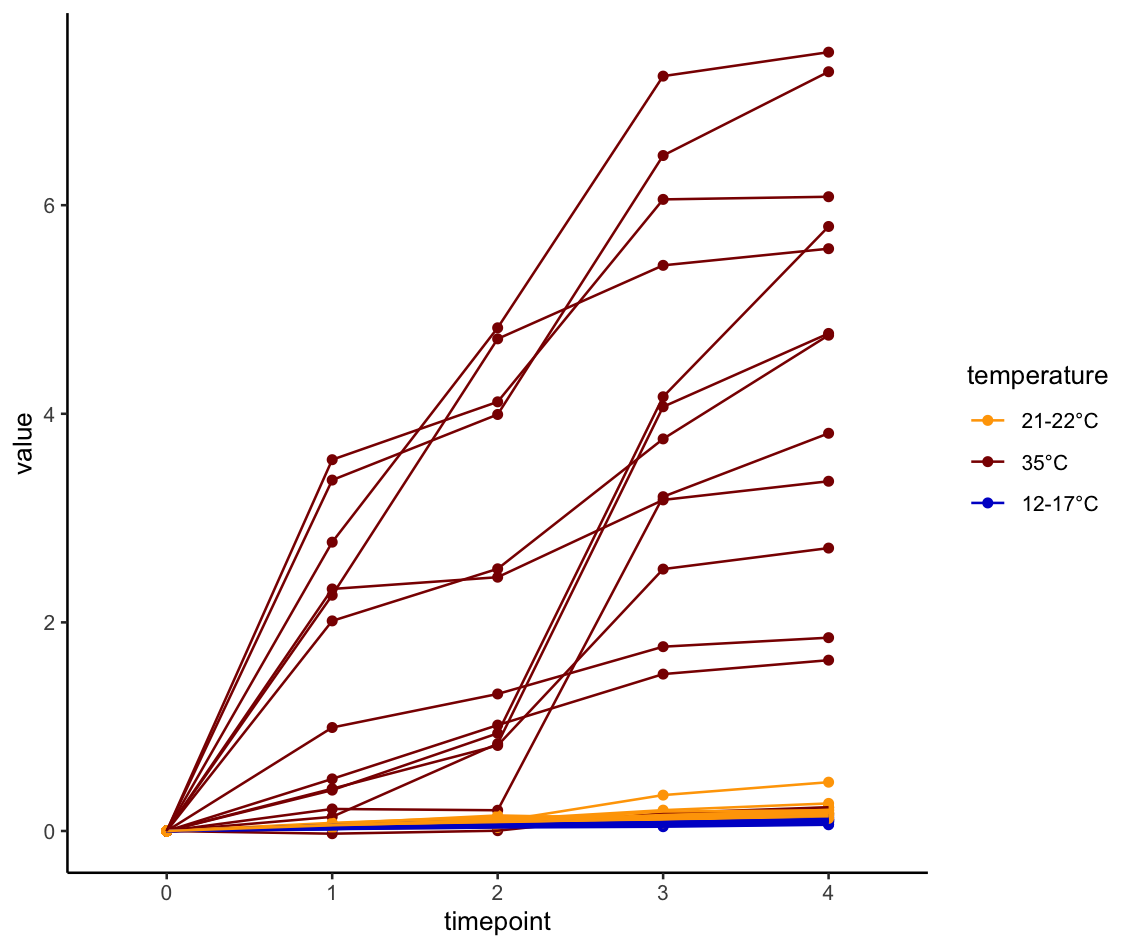 value
6
4
2
0
0 1 2 3 4
timepoint
temperature
21-22°C
35°C
12-17°C